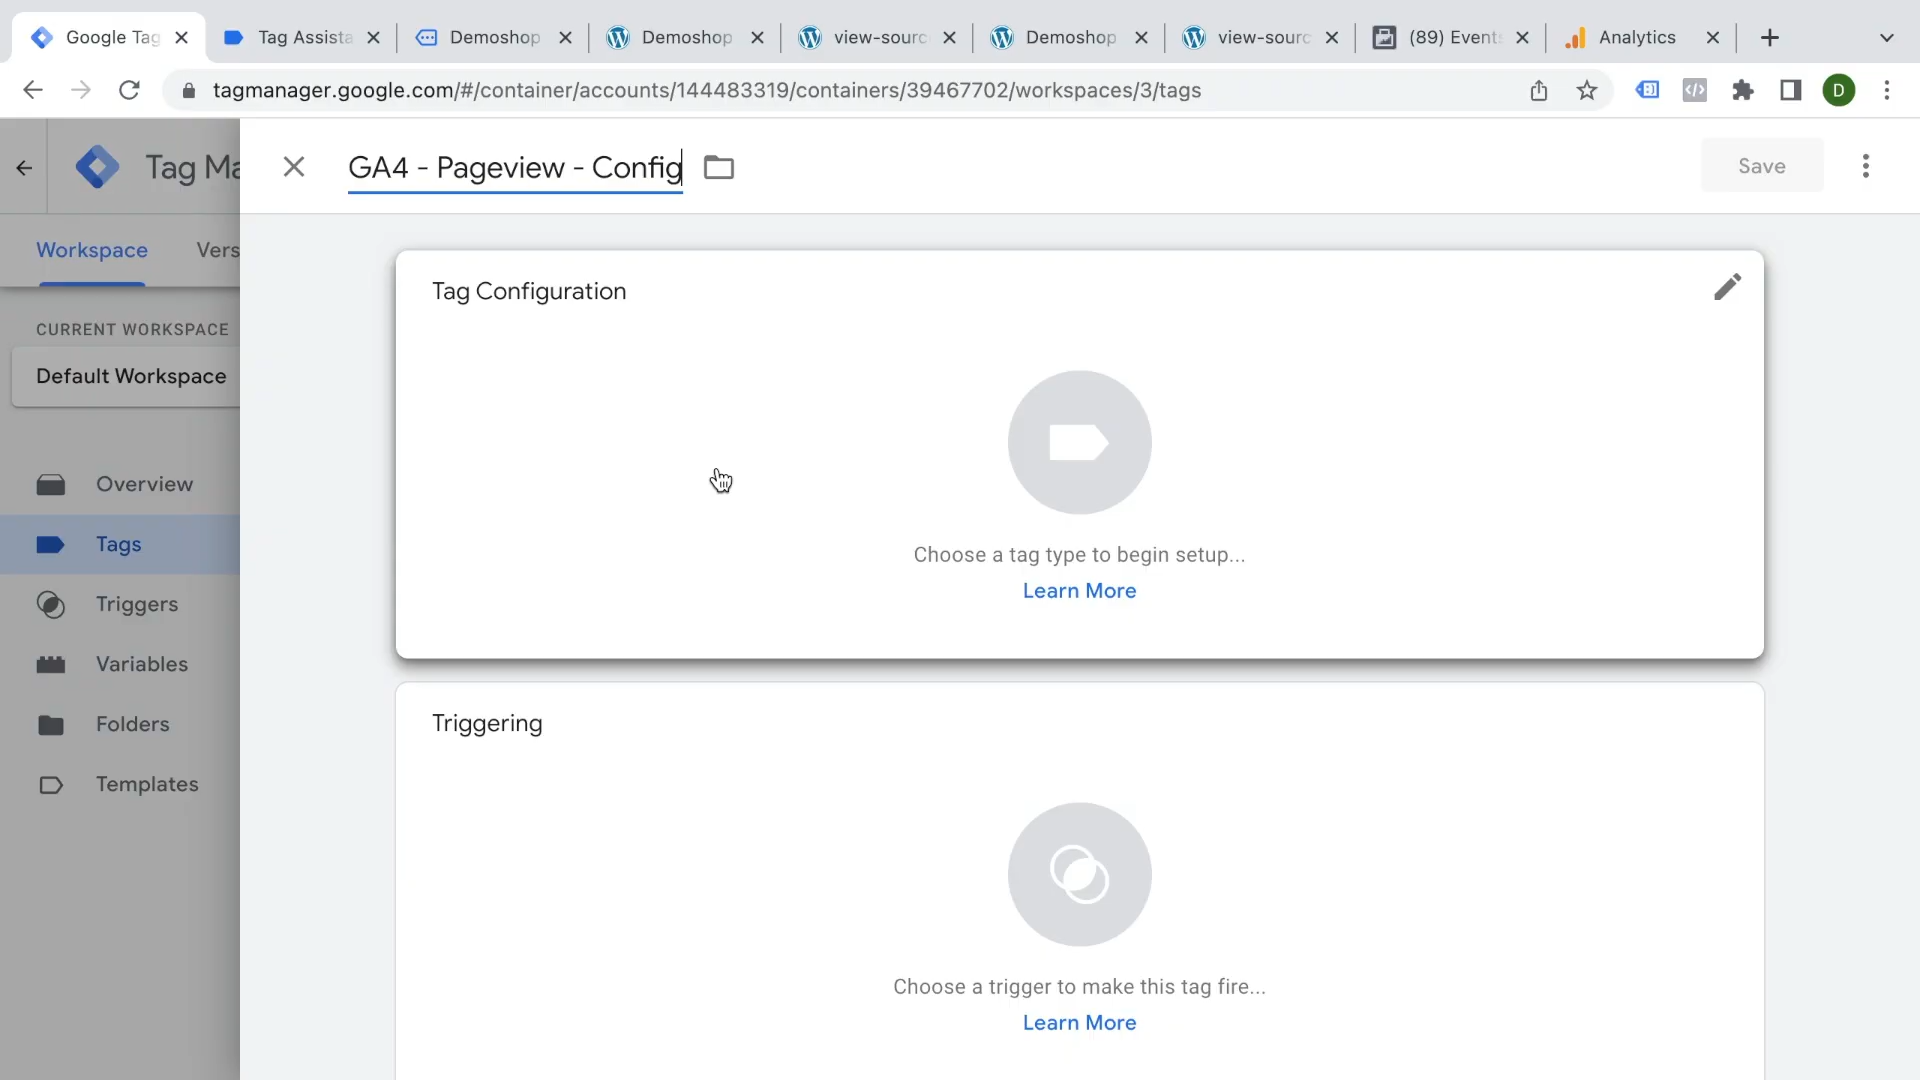 Google Tag
Tag Assista
Demoshop
Demoshop
view-sourc
Demoshop
view-sourc
(89) Events
Analytics
tagmanager.google.com/#/container/accounts/144483319/containers/39467702/workspaces/3/tags
D
Tag Ma
GA4 - Pageview - Config
Save
Workspace
Vers
CURRENT WORKSPACE
Default Workspace
Overview
Tags
Triggers
Variables
Folders
Templates
Tag Configuration
Choose a tag type to begin setup...
Learn More
Triggering
Choose a trigger to make this tag fire...
Learn More